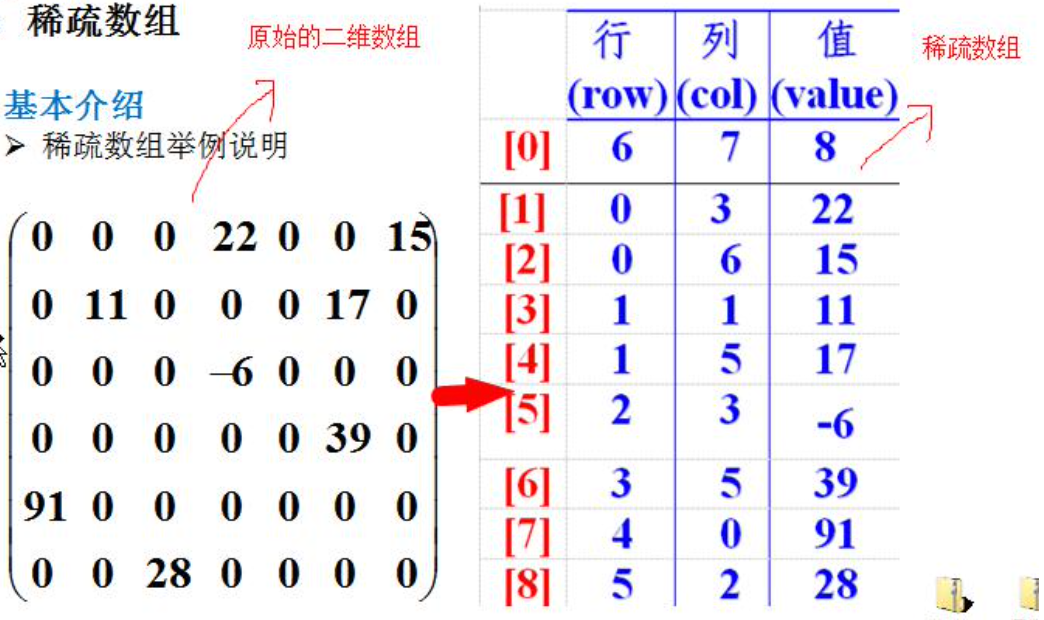 稀疏数组
原始的二维数组
基本介绍
➤ 稀疏数组举例说明
0 0 0 22 0 0 15
0 11 0 0 0 17 0
0 0 0 –6 0 0 0
0 0 0 0 0 39 0
91 0 0 0 0 0 0
0 0 28 0 0 0 0
行 列 值
(row) (col) (value)
[0] 6 7 8
[1] 0 3 22
[2] 0 6 15
[3] 1 1 11
[4] 1 5 17
[5] 2 3 -6
[6] 3 5 39
[7] 4 0 91
[8] 5 2 28
稀疏数组